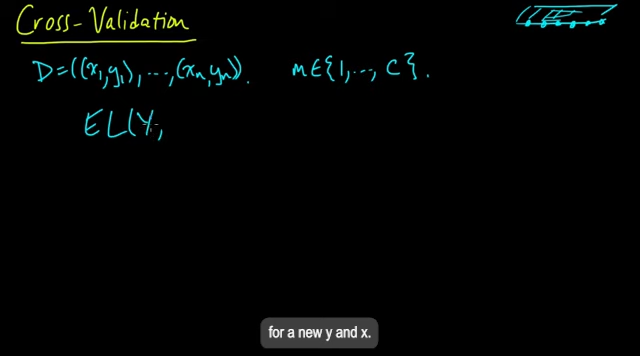 Cross-Validation
D=((x₁,y₁),...,(xₙ,yₙ)). m∈{1,...,C}.
EL(Y,
for a new y and x.